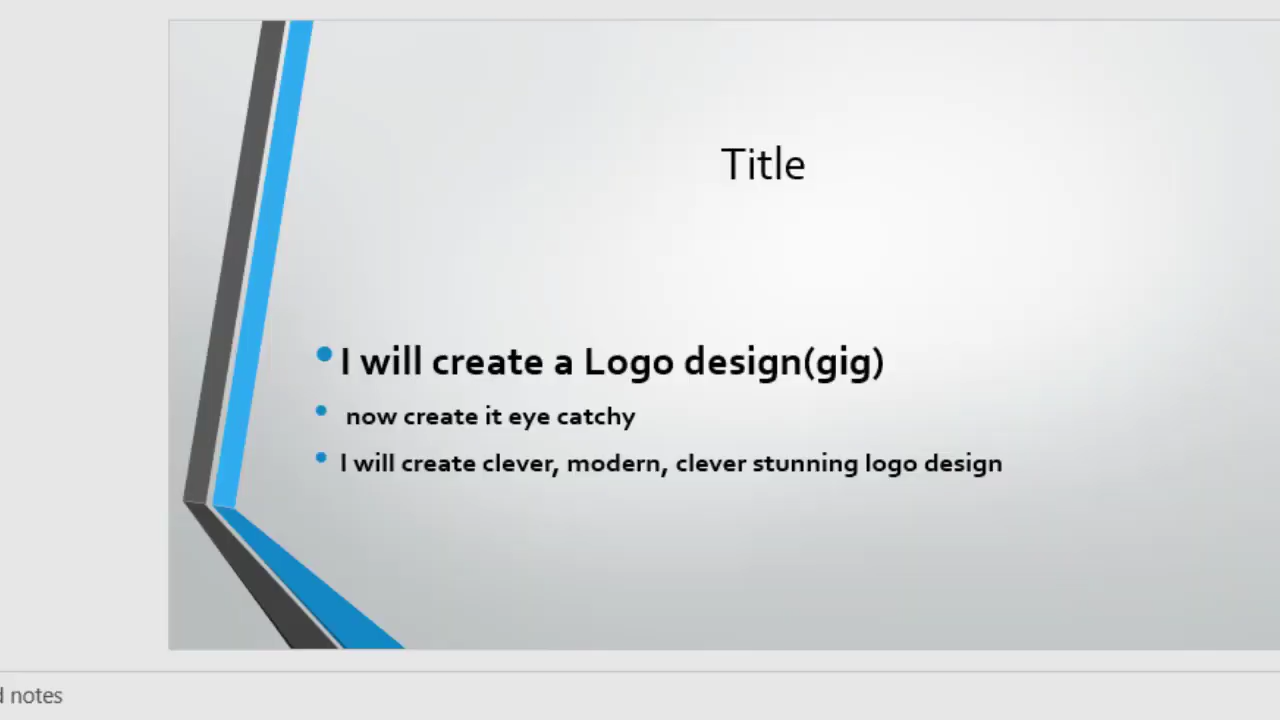 Title
I will create a Logo design(gig)
now create it eye catchy
I will create clever, modern, clever stunning logo design
notes